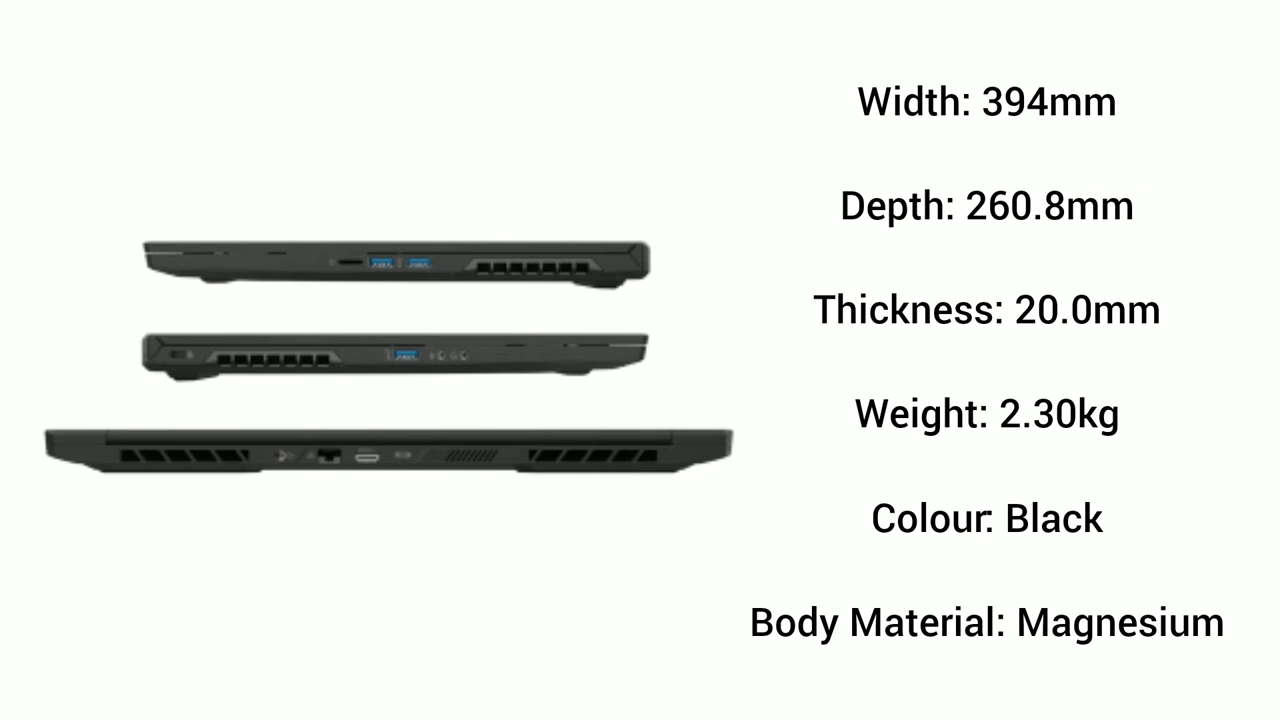 Width: 394mm
Depth: 260.8mm
Thickness: 20.0mm
Weight: 2.30kg
Colour: Black
Body Material: Magnesium